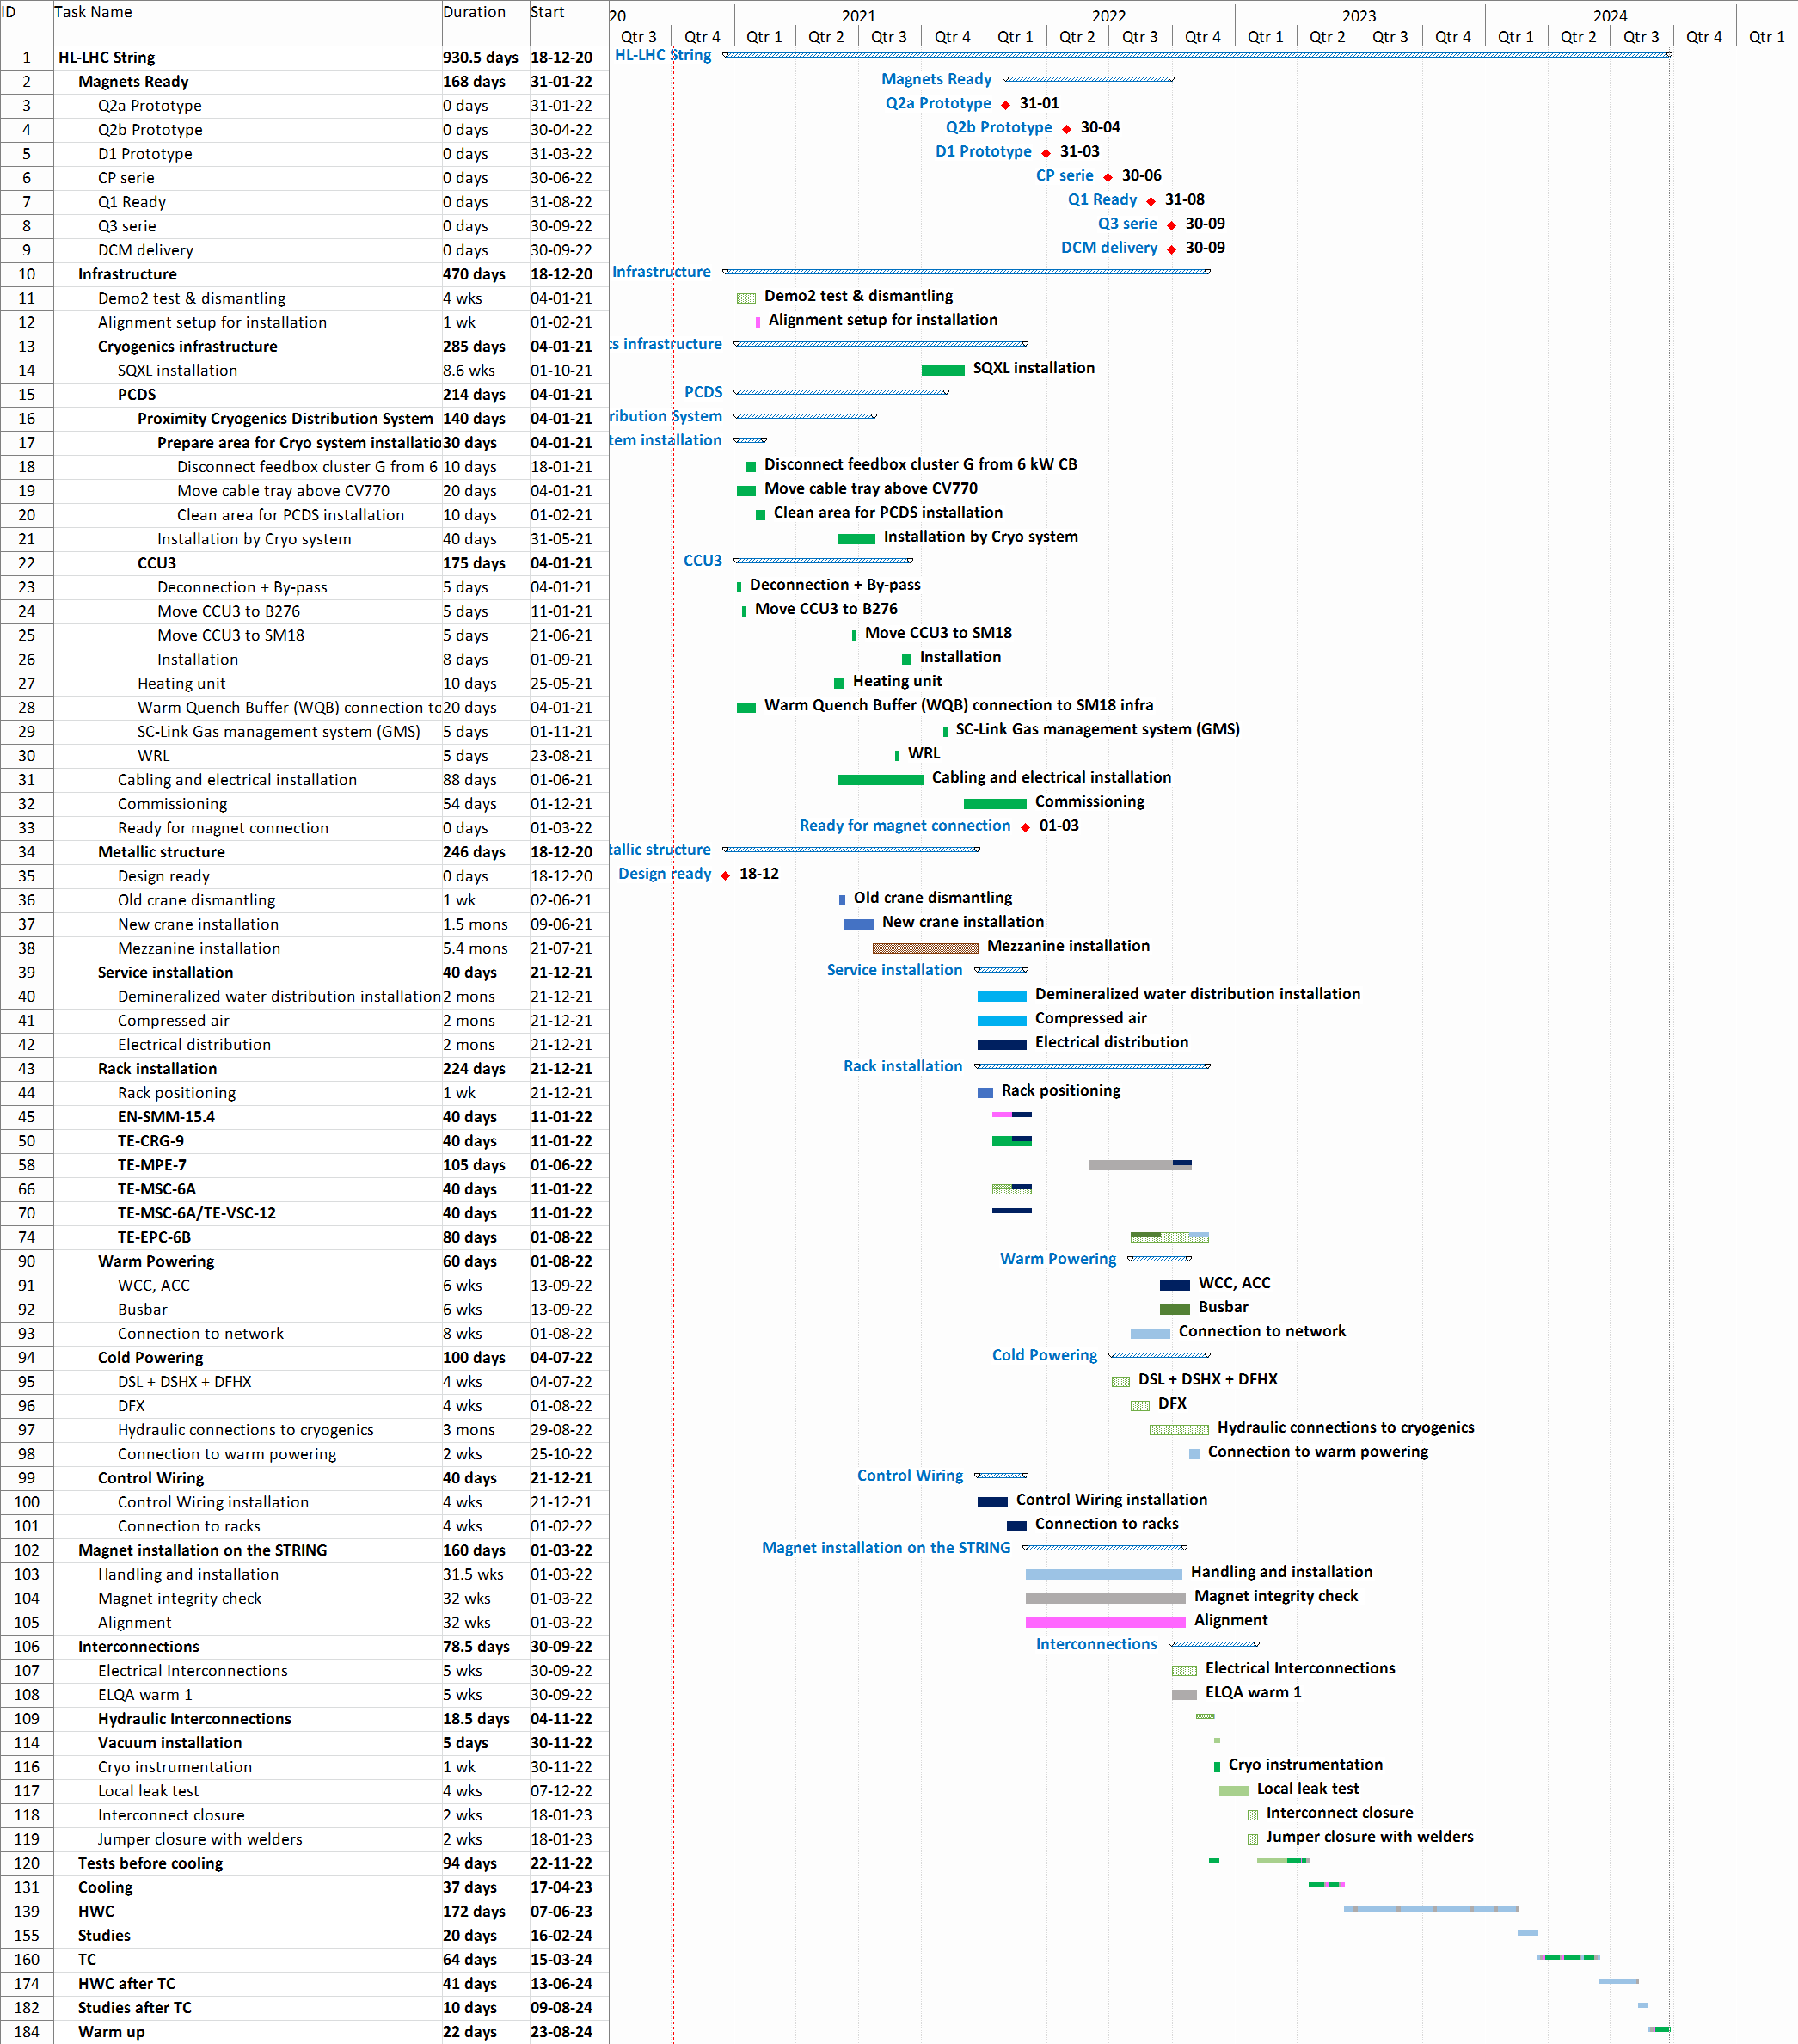 ID Task Name Duration Start 20 2021 2022 2023 2024
Qtr 3 Qtr 4 Qtr 1 Qtr 2 Qtr 3 Qtr 4 Qtr 1 Qtr 2 Qtr 3 Qtr 4 Qtr 1 Qtr 2 Qtr 3 Qtr 4 Qtr 1 Qtr 2 Qtr 3 Qtr 4 Qtr 1
1 HL-LHC String 930.5 days 18-12-20 HL-LHC String
2 Magnets Ready 168 days 31-01-22 Magnets Ready
3 Q2a Prototype 0 days 31-01-22 Q2a Prototype 31-01
4 Q2b Prototype 0 days 30-04-22 Q2b Prototype 30-04
5 D1 Prototype 0 days 31-03-22 D1 Prototype 31-03
6 CP serie 0 days 30-06-22 CP serie 30-06
7 Q1 Ready 0 days 31-08-22 Q1 Ready 31-08
8 Q3 serie 0 days 30-09-22 Q3 serie 30-09
9 DCM delivery 0 days 30-09-22 DCM delivery 30-09
10 Infrastructure 470 days 18-12-20 Infrastructure
11 Demo2 test & dismantling 4 wks 04-01-21 Demo2 test & dismantling
12 Alignment setup for installation 1 wk 01-02-21 Alignment setup for installation
13 Cryogenics infrastructure 285 days 04-01-21 cs infrastructure
14 SQXL installation 8.6 wks 01-10-21 SQXL installation
15 PCDS 214 days 04-01-21 PCDS
16 Proximity Cryogenics Distribution System 140 days 04-01-21 ribution System
17 Prepare area for Cryo system installatio 30 days 04-01-21 tem installation
18 Disconnect feedbox cluster G from 6 10 days 18-01-21 Disconnect feedbox cluster G from 6 kW CB
19 Move cable tray above CV770 20 days 04-01-21 Move cable tray above CV770
20 Clean area for PCDS installation 10 days 01-02-21 Clean area for PCDS installation
21 Installation by Cryo system 40 days 31-05-21 Installation by Cryo system
22 CCU3 175 days 04-01-21 CCU3
23 Deconnection + By-pass 5 days 04-01-21 Deconnection + By-pass
24 Move CCU3 to B276 5 days 11-01-21 Move CCU3 to B276
25 Move CCU3 to SM18 5 days 21-06-21 Move CCU3 to SM18
26 Installation 8 days 01-09-21 Installation
27 Heating unit 10 days 25-05-21 Heating unit
28 Warm Quench Buffer (WQB) connection to 20 days 04-01-21 Warm Quench Buffer (WQB) connection to SM18 infra
29 SC-Link Gas management system (GMS) 5 days 01-11-21 SC-Link Gas management system (GMS)
30 WRL 5 days 23-08-21 WRL
31 Cabling and electrical installation 88 days 01-06-21 Cabling and electrical installation
32 Commissioning 54 days 01-12-21 Commissioning
33 Ready for magnet connection 0 days 01-03-22 Ready for magnet connection 01-03
34 Metallic structure 246 days 18-12-20 tallic structure
35 Design ready 0 days 18-12-20 Design ready 18-12
36 Old crane dismantling 1 wk 02-06-21 Old crane dismantling
37 New crane installation 1.5 mons 09-06-21 New crane installation
38 Mezzanine installation 5.4 mons 21-07-21 Mezzanine installation
39 Service installation 40 days 21-12-21 Service installation
40 Demineralized water distribution installation 2 mons 21-12-21 Demineralized water distribution installation
41 Compressed air 2 mons 21-12-21 Compressed air
42 Electrical distribution 2 mons 21-12-21 Electrical distribution
43 Rack installation 224 days 21-12-21 Rack installation
44 Rack positioning 1 wk 21-12-21 Rack positioning
45 EN-SMM-15.4 40 days 11-01-22
50 TE-CRG-9 40 days 11-01-22
58 TE-MPE-7 105 days 01-06-22
66 TE-MSC-6A 40 days 11-01-22
70 TE-MSC-6A/TE-VSC-12 40 days 11-01-22
74 TE-EPC-6B 80 days 01-08-22
90 Warm Powering 60 days 01-08-22 Warm Powering
91 WCC, ACC 6 wks 13-09-22 WCC, ACC
92 Busbar 6 wks 13-09-22 Busbar
93 Connection to network 8 wks 01-08-22 Connection to network
94 Cold Powering 100 days 04-07-22 Cold Powering
95 DSL + DSHX + DFHX 4 wks 04-07-22 DSL + DSHX + DFHX
96 DFX 4 wks 01-08-22 DFX
97 Hydraulic connections to cryogenics 3 mons 29-08-22 Hydraulic connections to cryogenics
98 Connection to warm powering 2 wks 25-10-22 Connection to warm powering
99 Control Wiring 40 days 21-12-21 Control Wiring
100 Control Wiring installation 4 wks 21-12-21 Control Wiring installation
101 Connection to racks 4 wks 01-02-22 Connection to racks
102 Magnet installation on the STRING 160 days 01-03-22 Magnet installation on the STRING
103 Handling and installation 31.5 wks 01-03-22 Handling and installation
104 Magnet integrity check 32 wks 01-03-22 Magnet integrity check
105 Alignment 32 wks 01-03-22 Alignment
106 Interconnections 78.5 days 30-09-22 Interconnections
107 Electrical Interconnections 5 wks 30-09-22 Electrical Interconnections
108 ELQA warm 1 5 wks 30-09-22 ELQA warm 1
109 Hydraulic Interconnections 18.5 days 04-11-22
114 Vacuum installation 5 days 30-11-22
116 Cryo instrumentation 1 wk 30-11-22 Cryo instrumentation
117 Local leak test 4 wks 07-12-22 Local leak test
118 Interconnect closure 2 wks 18-01-23 Interconnect closure
119 Jumper closure with welders 2 wks 18-01-23 Jumper closure with welders
120 Tests before cooling 94 days 22-11-22
131 Cooling 37 days 17-04-23
139 HWC 172 days 07-06-23
155 Studies 20 days 16-02-24
160 TC 64 days 15-03-24
174 HWC after TC 41 days 13-06-24
182 Studies after TC 10 days 09-08-24
184 Warm up 22 days 23-08-24